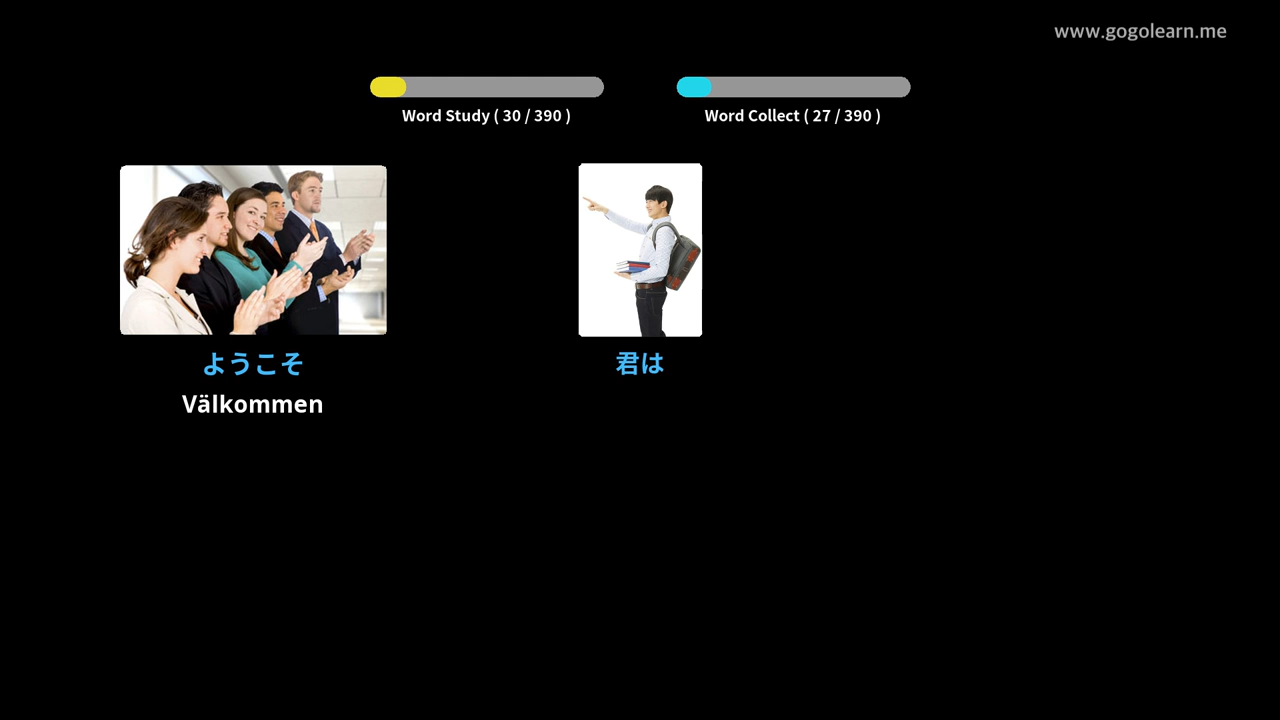 www.gogolearn.me
Word Study ( 30 / 390 )
Word Collect ( 27 / 390 )
ようこそ
Välkommen
君は